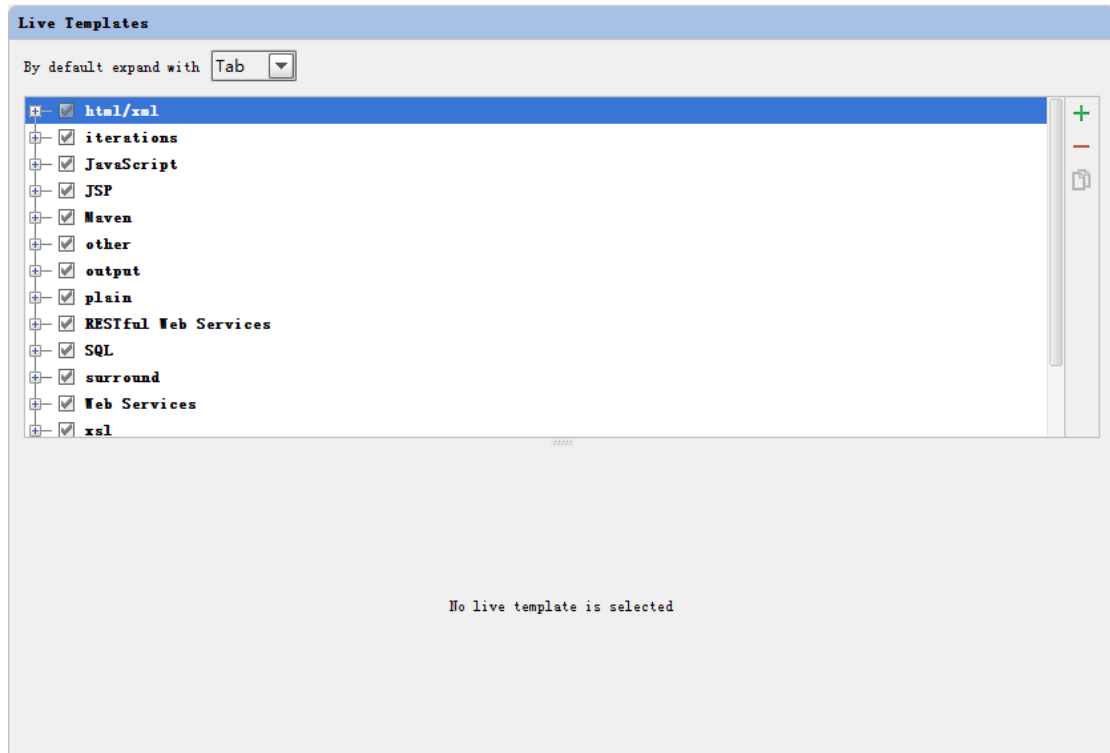 Live Templates
By default expand with Tab
html/xml
iterations
JavaScript
JSP
Maven
other
output
plain
RESTful Web Services
SQL
surround
Web Services
xsl
No live template is selected